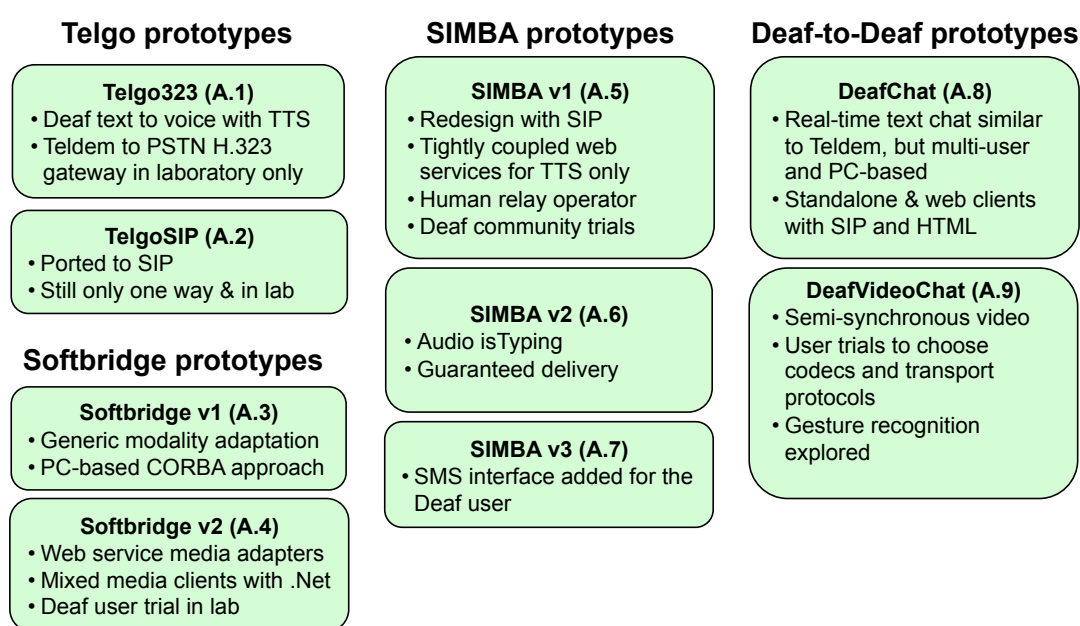 Telgo prototypes
Telgo323 (A.1)
• Deaf text to voice with TTS
• Teldem to PSTN H.323
gateway in laboratory only
TelgoSIP (A.2)
• Ported to SIP
• Still only one way & in lab
Softbridge prototypes
Softbridge v1 (A.3)
• Generic modality adaptation
• PC-based CORBA approach
Softbridge v2 (A.4)
• Web service media adapters
• Mixed media clients with .Net
• Deaf user trial in lab
SIMBA prototypes
SIMBA v1 (A.5)
• Redesign with SIP
• Tightly coupled web
services for TTS only
• Human relay operator
• Deaf community trials
SIMBA v2 (A.6)
• Audio isTyping
• Guaranteed delivery
SIMBA v3 (A.7)
• SMS interface added for the
Deaf user
Deaf-to-Deaf prototypes
DeafChat (A.8)
• Real-time text chat similar
to Teldem, but multi-user
and PC-based
• Standalone & web clients
with SIP and HTML
DeafVideoChat (A.9)
• Semi-synchronous video
• User trials to choose
codecs and transport
protocols
• Gesture recognition
explored